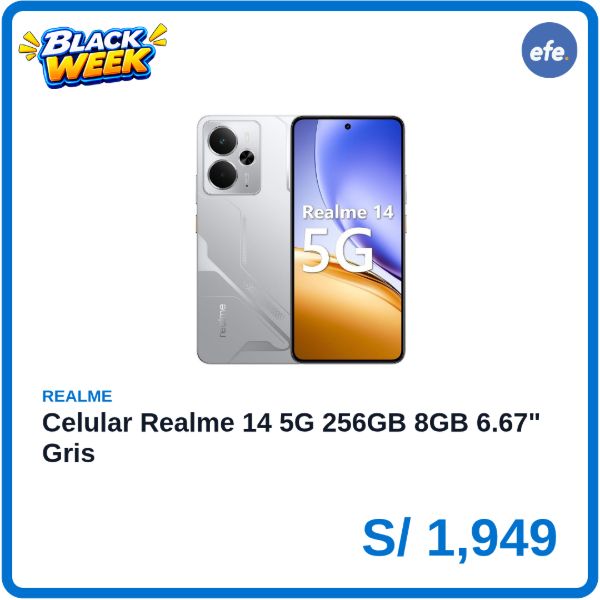 BLACK
WEEK
efe.
Realme 14
5G
realme
REALME
Celular Realme 14 5G 256GB 8GB 6.67"
Gris
S/ 1,949